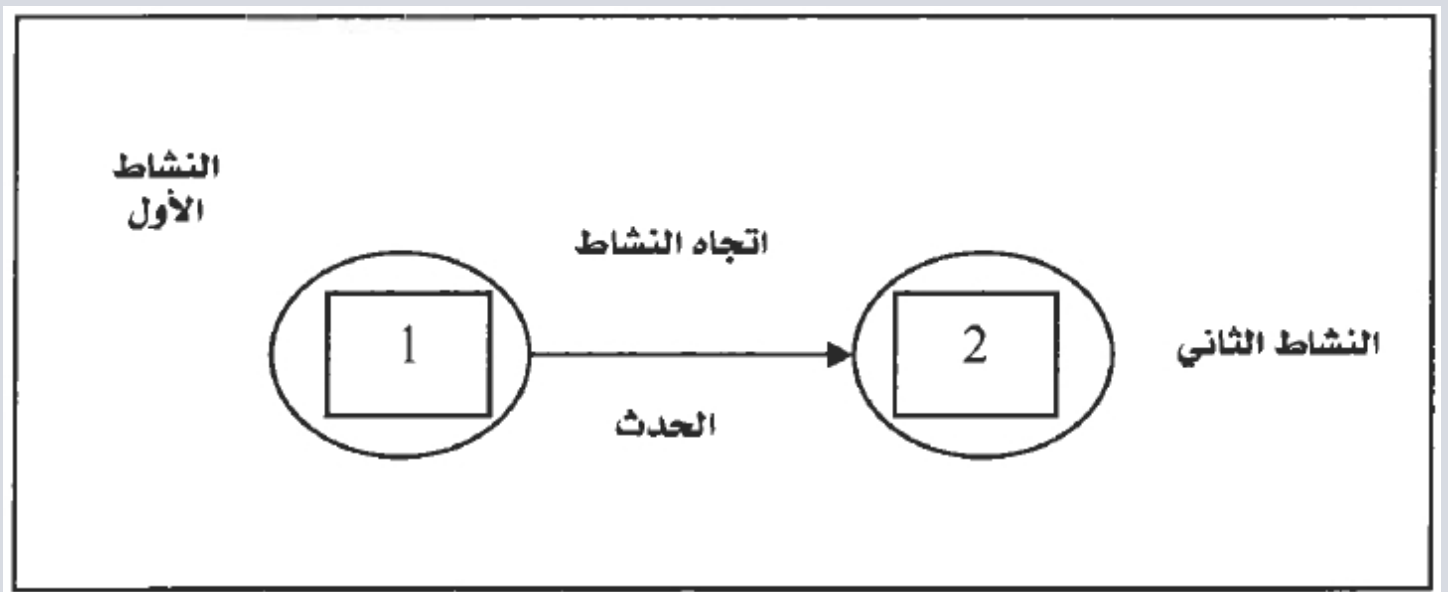 النشاط
الأول
اتجاه النشاط
1
2
النشاط الثاني
الحدث